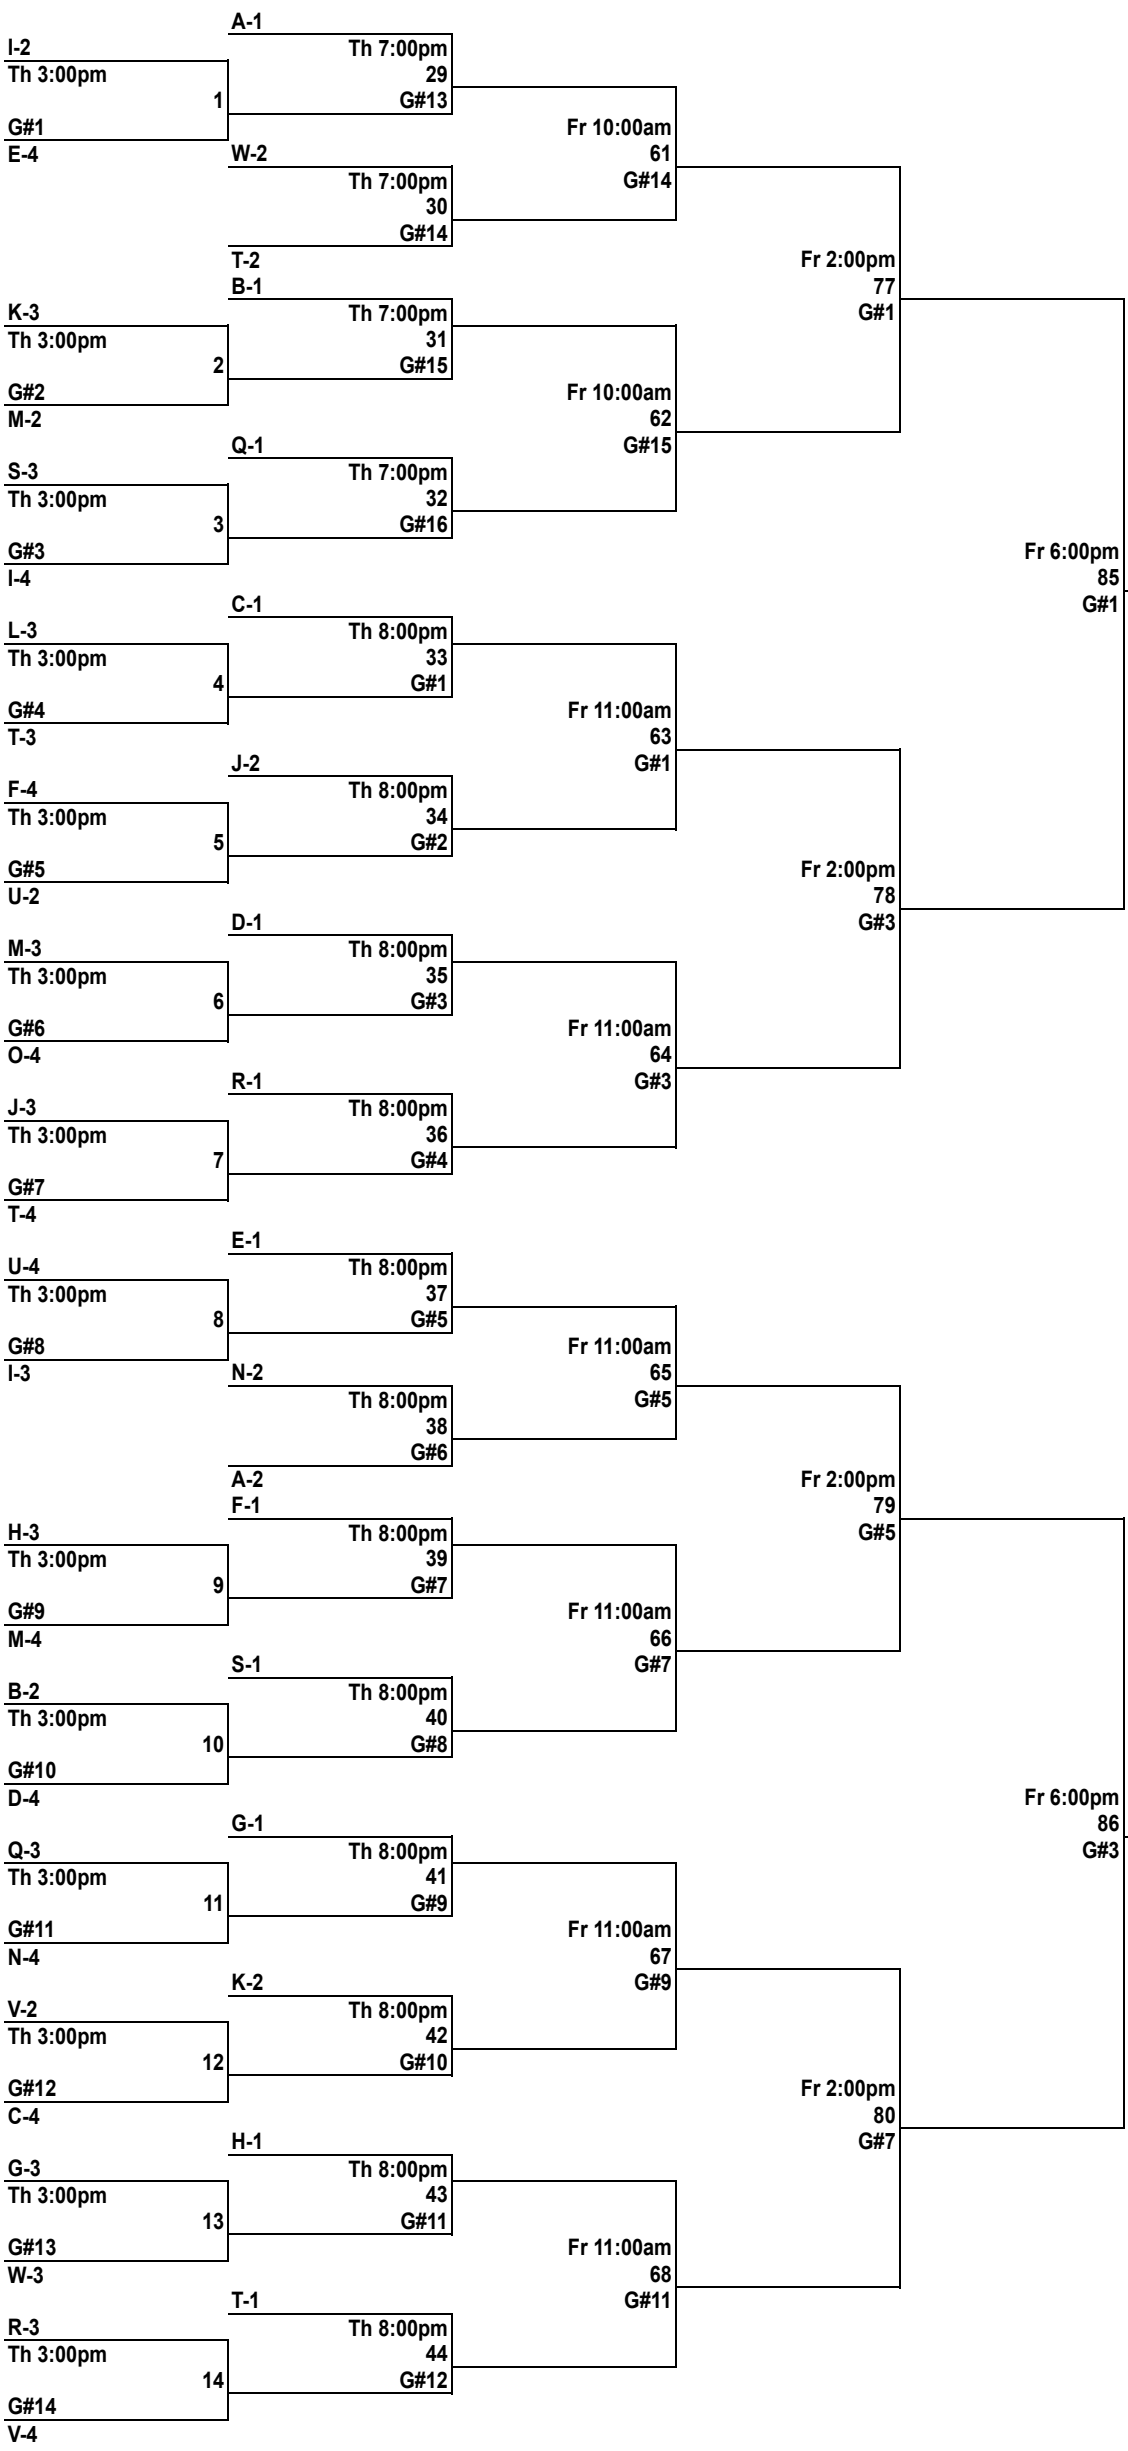 A-1
I-2
Th 7:00pm
Th 3:00pm
29
1
G#13
G#1
Fr 10:00am
E-4
W-2
61
Th 7:00pm
G#14
30
G#14
T-2
Fr 2:00pm
B-1
77
K-3
Th 7:00pm
G#1
Th 3:00pm
31
2
G#15
G#2
Fr 10:00am
M-2
62
Q-1
G#15
S-3
Th 7:00pm
Th 3:00pm
32
3
G#16
G#3
Fr 6:00pm
I-4
85
C-1
G#1
L-3
Th 8:00pm
Th 3:00pm
33
4
G#1
G#4
Fr 11:00am
T-3
63
J-2
G#1
F-4
Th 8:00pm
Th 3:00pm
34
5
G#2
G#5
Fr 2:00pm
U-2
78
D-1
G#3
M-3
Th 8:00pm
Th 3:00pm
35
6
G#3
G#6
Fr 11:00am
O-4
64
R-1
G#3
J-3
Th 8:00pm
Th 3:00pm
36
7
G#4
G#7
T-4
E-1
U-4
Th 8:00pm
Th 3:00pm
37
8
G#5
G#8
Fr 11:00am
I-3
N-2
65
Th 8:00pm
G#5
38
G#6
A-2
Fr 2:00pm
F-1
79
H-3
Th 8:00pm
G#5
Th 3:00pm
39
9
G#7
G#9
Fr 11:00am
M-4
66
S-1
G#7
B-2
Th 8:00pm
Th 3:00pm
40
10
G#8
G#10
D-4
Fr 6:00pm
G-1
86
Q-3
Th 8:00pm
G#3
Th 3:00pm
41
11
G#9
G#11
Fr 11:00am
N-4
67
K-2
G#9
V-2
Th 8:00pm
Th 3:00pm
42
12
G#10
G#12
Fr 2:00pm
C-4
80
H-1
G#7
G-3
Th 8:00pm
Th 3:00pm
43
13
G#11
G#13
Fr 11:00am
W-3
68
T-1
G#11
R-3
Th 8:00pm
Th 3:00pm
44
14
G#12
G#14
V-4